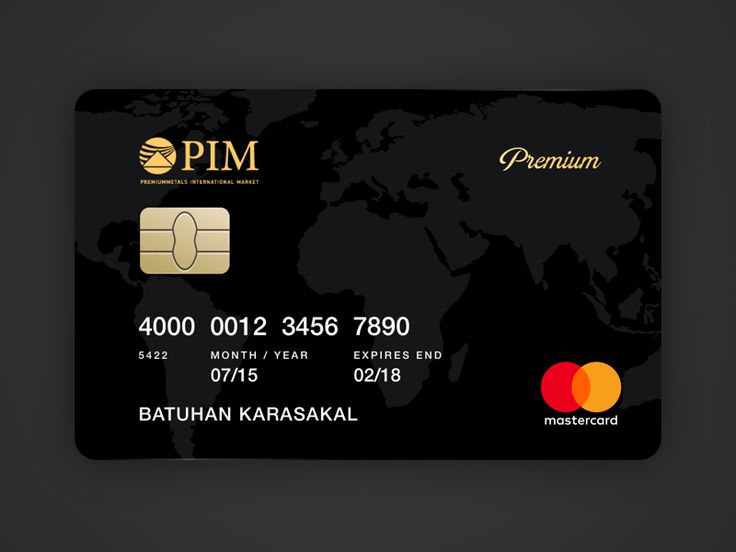 PIM
PREMIUMMETALS INTERNATIONAL MARKET
Premium
4000 0012 3456 7890
5422 MONTH / YEAR EXPIRES END
07/15 02/18
BATUHAN KARASAKAL
mastercard